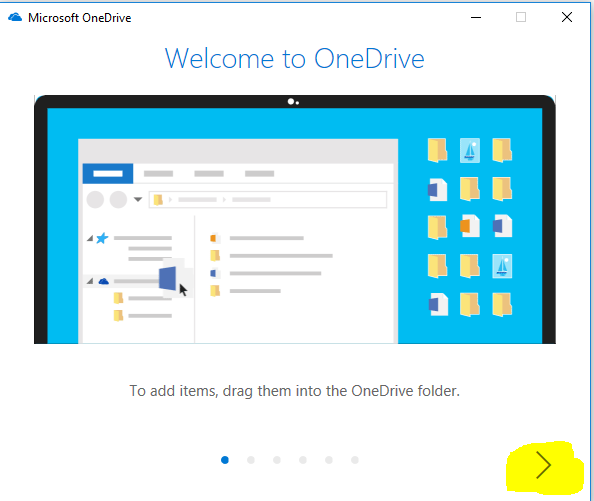 Microsoft OneDrive
Welcome to OneDrive
To add items, drag them into the OneDrive folder.